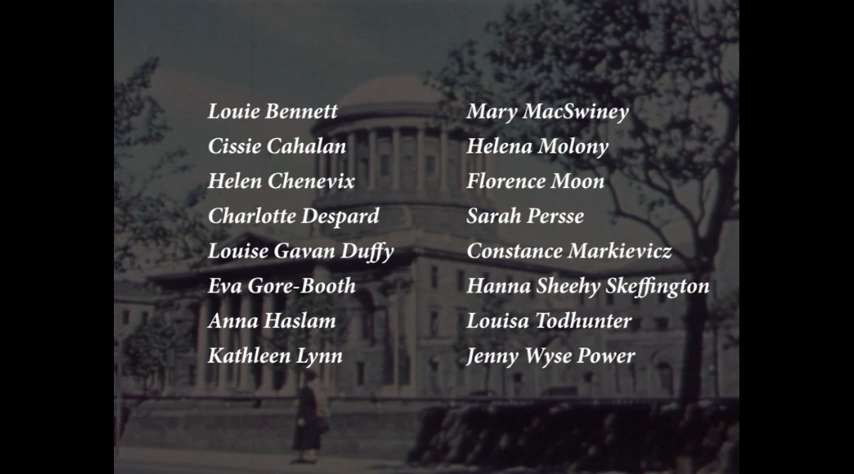 Louie Bennett
Cissie Cahalan
Helen Chenevix
Charlotte Despard
Louise Gavan Duffy
Eva Gore-Booth
Anna Haslam
Kathleen Lynn
Mary MacSwiney
Helena Molony
Florence Moon
Sarah Persse
Constance Markievicz
Hanna Sheehy Skeffington
Louisa Todhunter
Jenny Wyse Power